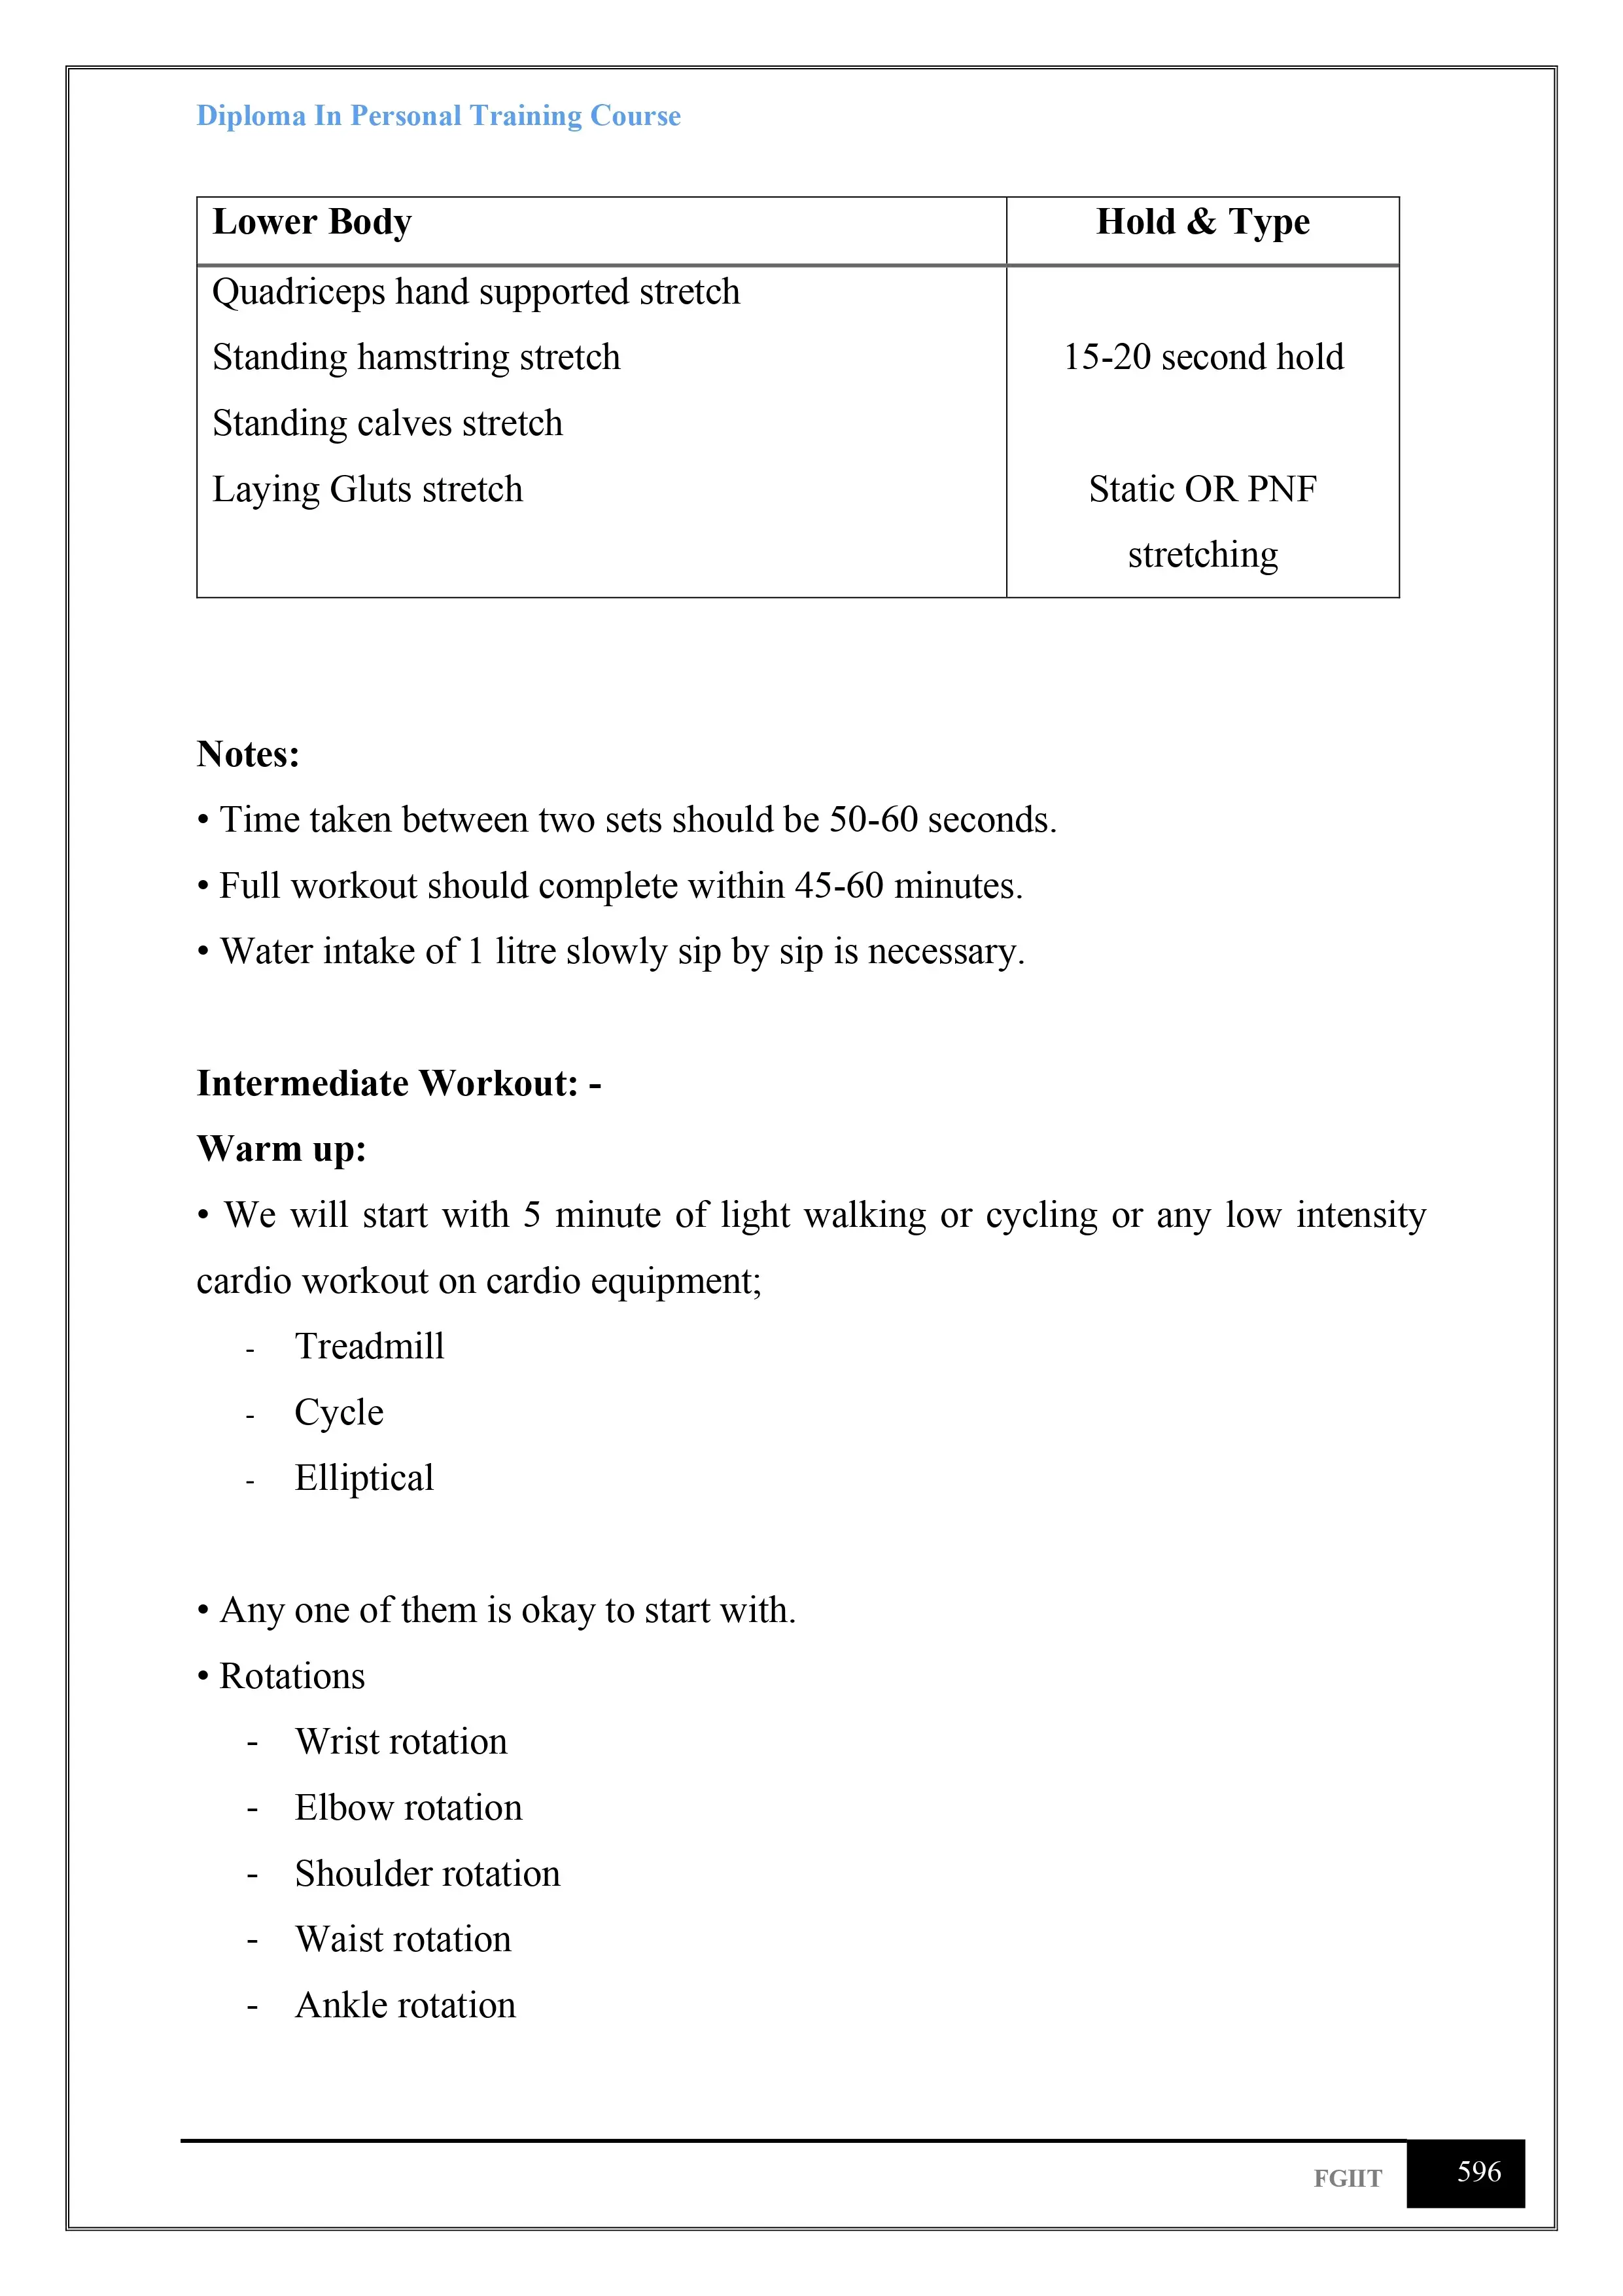 Diploma In Personal Training Course
Lower Body
Hold & Type
Quadriceps hand supported stretch
Standing hamstring stretch
15-20 second hold
Standing calves stretch
Laying Gluts stretch
Static OR PNF
stretching
Notes:
• Time taken between two sets should be 50-60 seconds.
• Full workout should complete within 45-60 minutes.
• Water intake of 1 litre slowly sip by sip is necessary.
Intermediate Workout: -
Warm up:
• We will start with 5 minute of light walking or cycling or any low intensity
cardio workout on cardio equipment;
- Treadmill
- Cycle
- Elliptical
• Any one of them is okay to start with.
• Rotations
- Wrist rotation
- Elbow rotation
- Shoulder rotation
- Waist rotation
- Ankle rotation
FGIIT
596